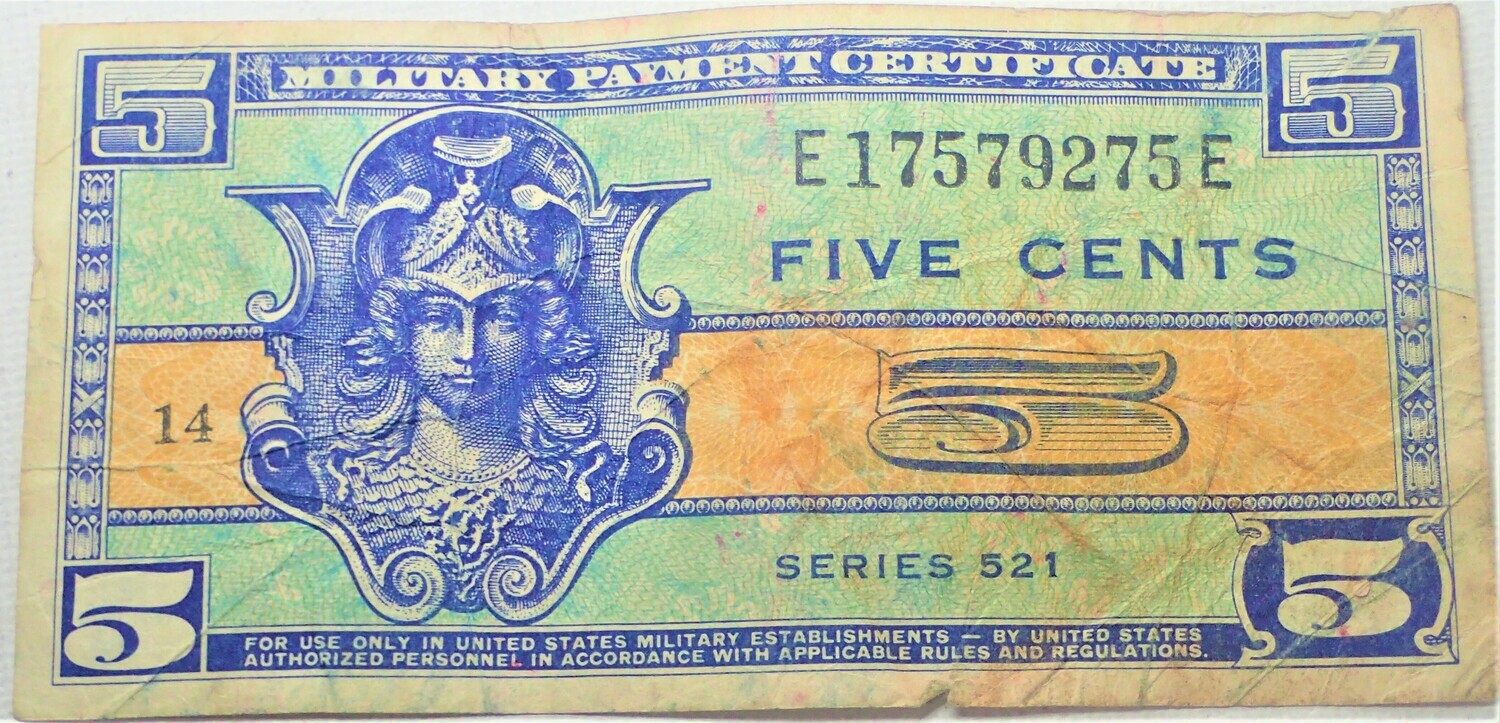 5 MILITARY PAYMENT CERTIFICATE 5
E17579275E
FIVE CENTS
14 5
SERIES 521
5 5
FOR USE ONLY IN UNITED STATES MILITARY ESTABLISHMENTS — BY UNITED STATES
AUTHORIZED PERSONNEL IN ACCORDANCE WITH APPLICABLE RULES AND REGULATIONS.